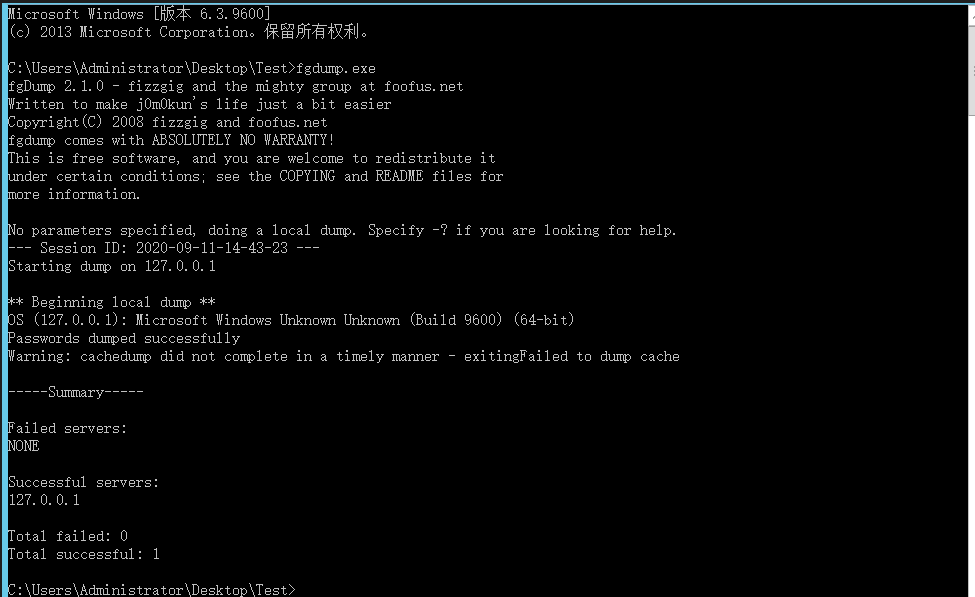 Microsoft Windows [版本 6.3.9600]
(c) 2013 Microsoft Corporation。保留所有权利。
C:\Users\Administrator\Desktop\Test>fgdump.exe
fgDump 2.1.0 - fizzgig and the mighty group at foofus.net
Written to make j0m0kun's life just a bit easier
Copyright(C) 2008 fizzgig and foofus.net
fgdump comes with ABSOLUTELY NO WARRANTY!
This is free software, and you are welcome to redistribute it
under certain conditions; see the COPYING and README files for
more information.
No parameters specified, doing a local dump. Specify -? if you are looking for help.
--- Session ID: 2020-09-11-14-43-23 ---
Starting dump on 127.0.0.1
** Beginning local dump **
OS (127.0.0.1): Microsoft Windows Unknown Unknown (Build 9600) (64-bit)
Passwords dumped successfully
Warning: cachedump did not complete in a timely manner - exitingFailed to dump cache
-----Summary-----
Failed servers:
NONE
Successful servers:
127.0.0.1
Total failed: 0
Total successful: 1
C:\Users\Administrator\Desktop\Test>